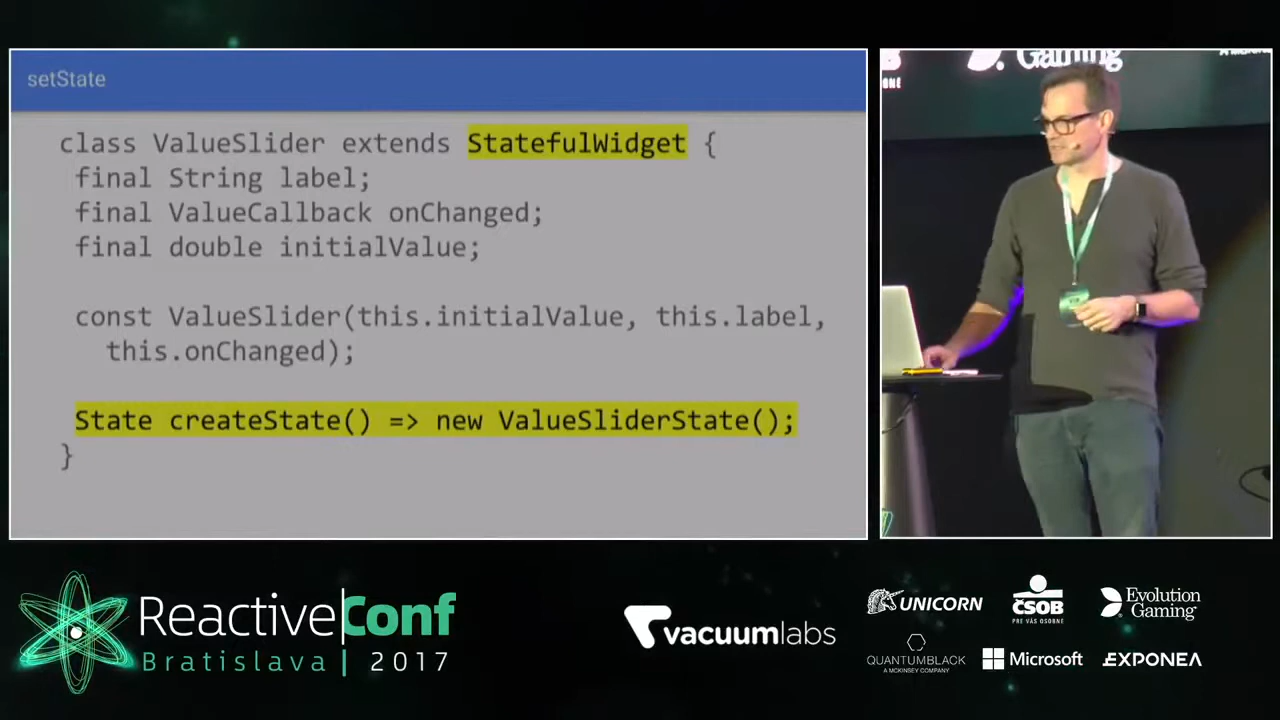 setState
class ValueSlider extends StatefulWidget {
final String label;
final ValueCallback onChanged;
final double initialValue;
const ValueSlider(this.initialValue, this.label,
this.onChanged);
State createState() => new ValueSliderState();
}
Gaming
ReactiveConf
Bratislava | 2017
vacuumlabs
UNICORN
ČSOB
PRE VÁS OSOBNE
Evolution
Gaming
QUANTUMBLACK
A MCKINSEY COMPANY
Microsoft
EXPONEA